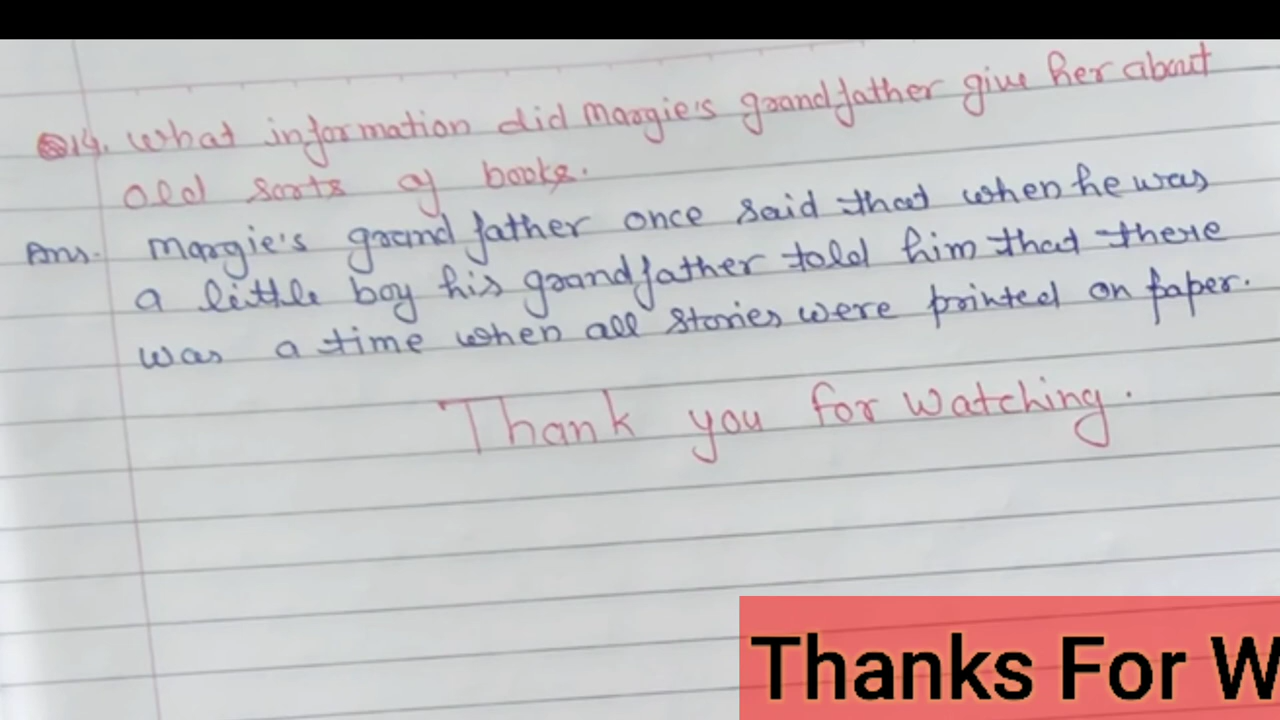 Q14. What information did Margie's grandfather give her about
old sorts of books.
Ans. Margie's grandfather once said that when he was
a little boy his grandfather told him that there
was a time when all stories were printed on paper.
Thank you for watching.
Thanks For W